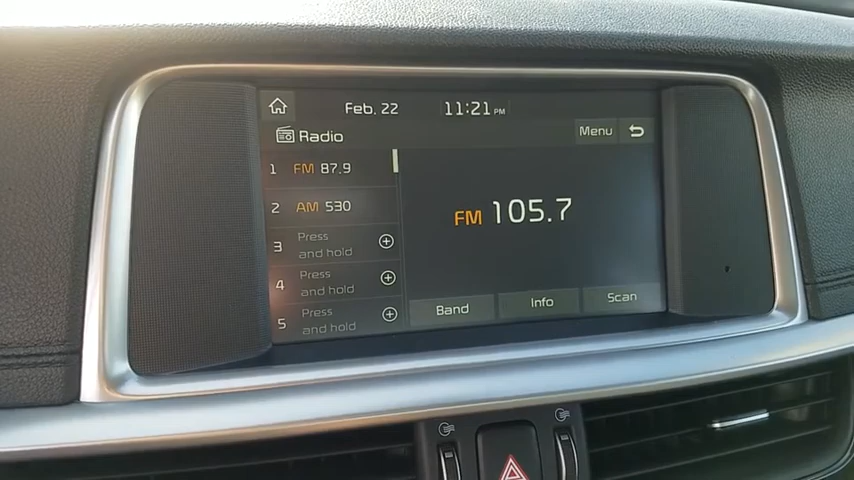 Feb. 22 11:21 PM
Radio Menu
1 FM 87.9
2 AM 530
3 Press and hold
4 Press and hold
5 Press and hold
FM 105.7
Band Info Scan